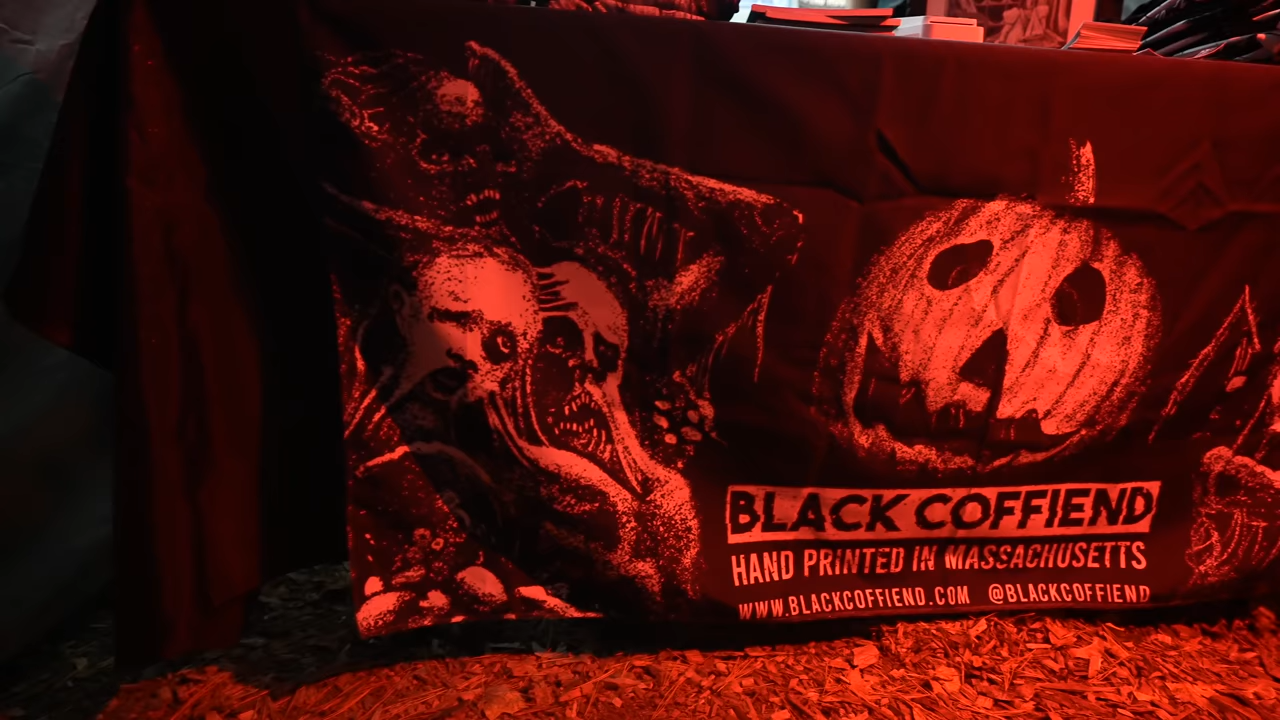 BLACK COFFIEND
HAND PRINTED IN MASSACHUSETTS
WWW.BLACKCOFFIEND.COM @BLACKCOFFIEND